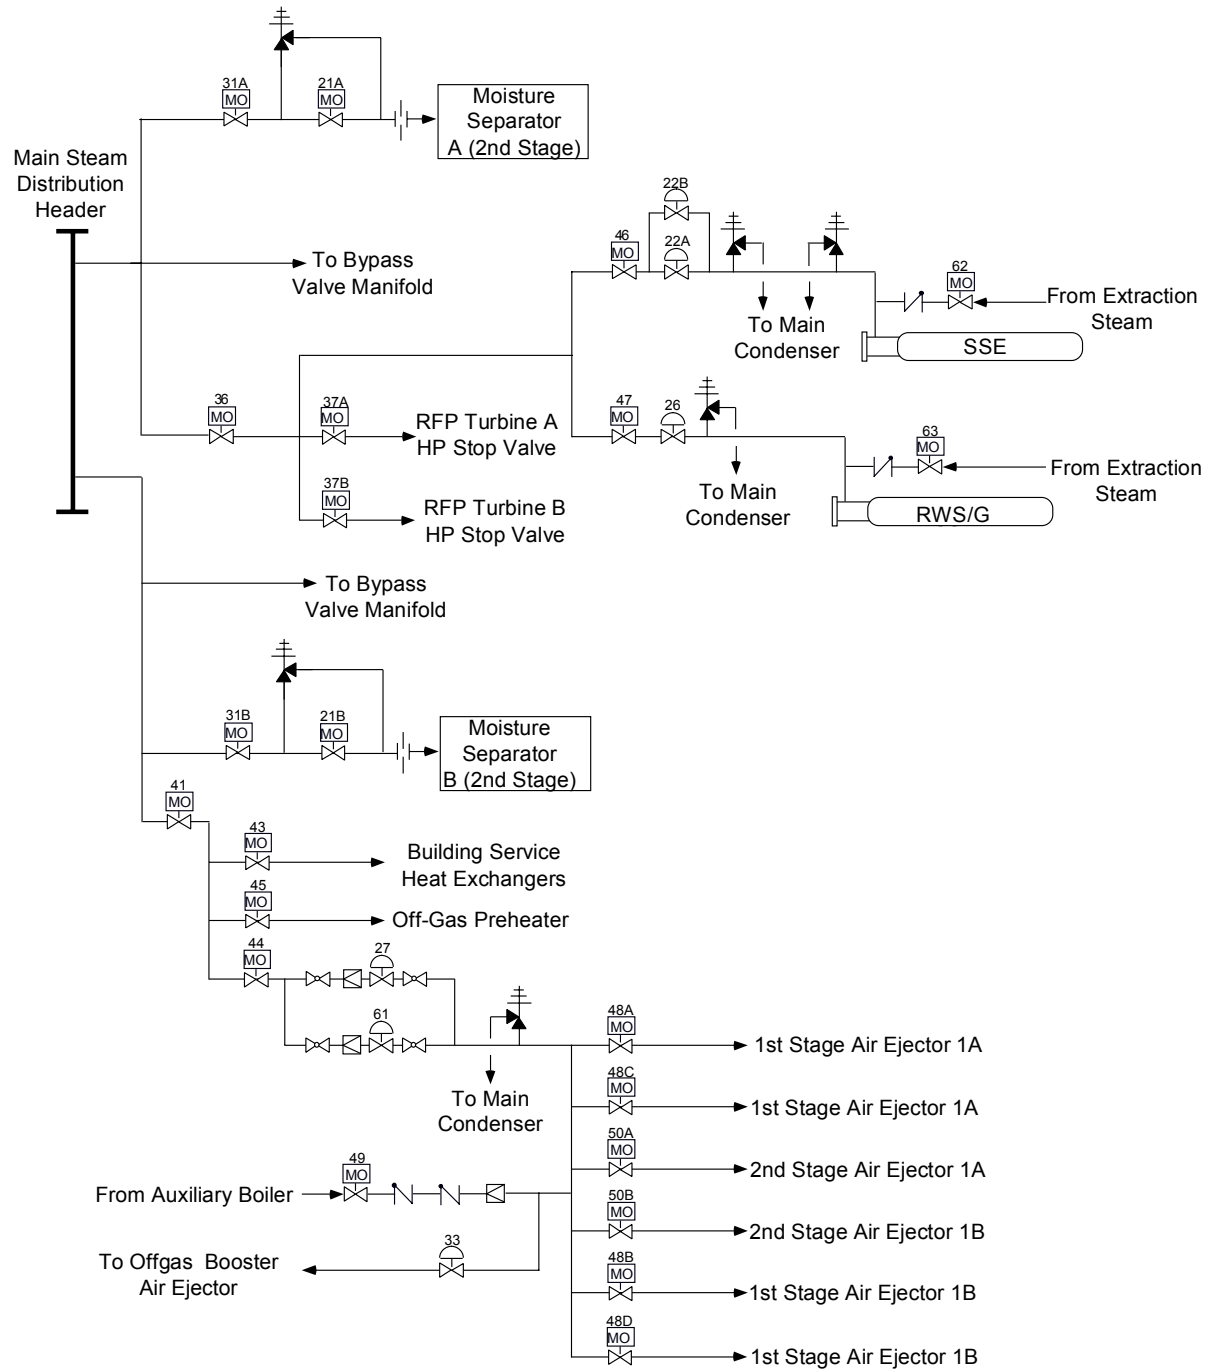 31A
MO
21A
MO
Moisture
Separator
A (2nd Stage)
Main Steam
Distribution
Header
To Bypass
Valve Manifold
22B
46
MO
22A
To Main
Condenser
62
MO
From Extraction
Steam
SSE
36
MO
37A
MO
RFP Turbine A
HP Stop Valve
37B
MO
RFP Turbine B
HP Stop Valve
47
MO
26
To Main
Condenser
63
MO
From Extraction
Steam
RWS/G
To Bypass
Valve Manifold
31B
MO
21B
MO
Moisture
Separator
B (2nd Stage)
41
MO
43
MO
Building Service
Heat Exchangers
45
MO
Off-Gas Preheater
44
MO
27
61
To Main
Condenser
48A
MO
1st Stage Air Ejector 1A
48C
MO
1st Stage Air Ejector 1A
50A
MO
2nd Stage Air Ejector 1A
50B
MO
2nd Stage Air Ejector 1B
48B
MO
1st Stage Air Ejector 1B
48D
MO
1st Stage Air Ejector 1B
From Auxiliary Boiler
49
MO
To Offgas Booster
Air Ejector
33